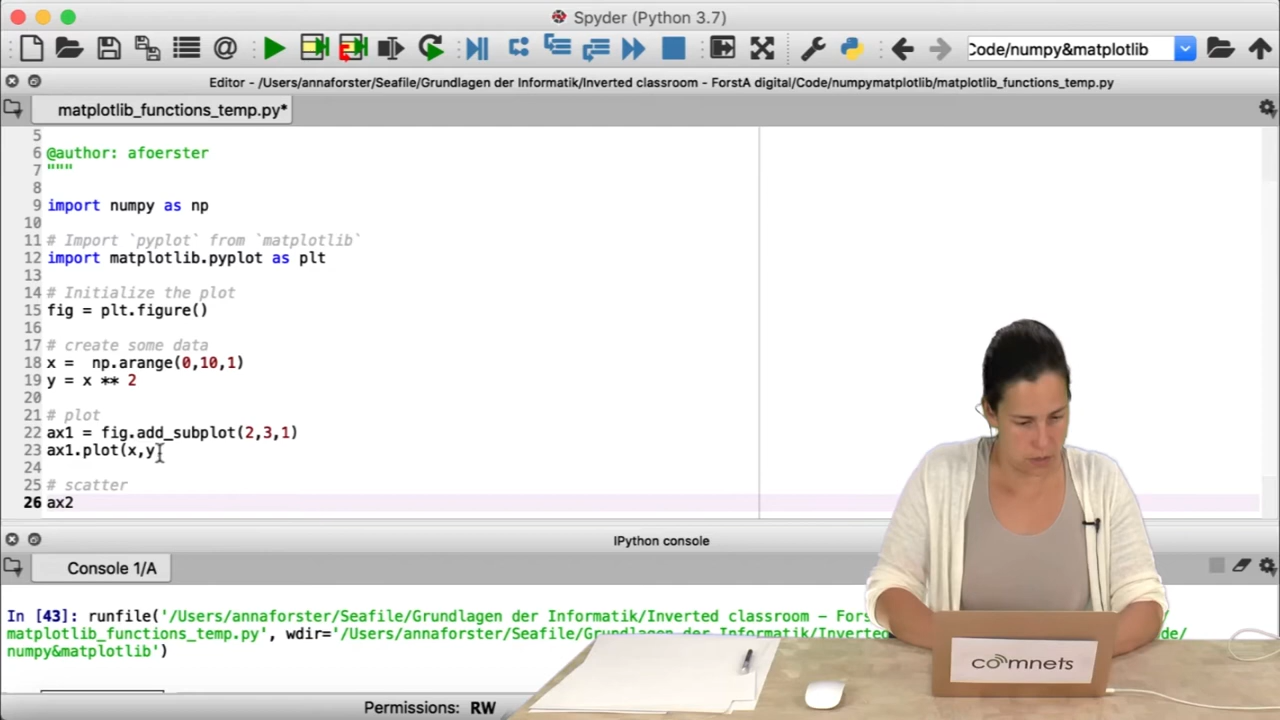 Spyder (Python 3.7)
Code/numpy&matplotlib
Editor - /Users/annaforster/Seafile/Grundlagen der Informatik/Inverted classroom - ForstA digital/Code/numpymatplotlib/matplotlib_functions_temp.py
matplotlib_functions_temp.py*
5
6 @author: afoerster
7 """
8
9 import numpy as np
10
11 # Import `pyplot` from `matplotlib`
12 import matplotlib.pyplot as plt
13
14 # Initialize the plot
15 fig = plt.figure()
16
17 # create some data
18 x =  np.arange(0,10,1)
19 y = x ** 2
20
21 # plot
22 ax1 = fig.add_subplot(2,3,1)
23 ax1.plot(x,y
24
25 # scatter
26 ax2
IPython console
Console 1/A
In [43]: runfile('/Users/annaforster/Seafile/Grundlagen der Informatik/Inverted classroom - Fors
matplotlib_functions_temp.py', wdir='/Users/annaforster/Seafile/Grundlagen der Informatik/Inverted de/
numpy&matplotlib')
Permissions: RW
comnets